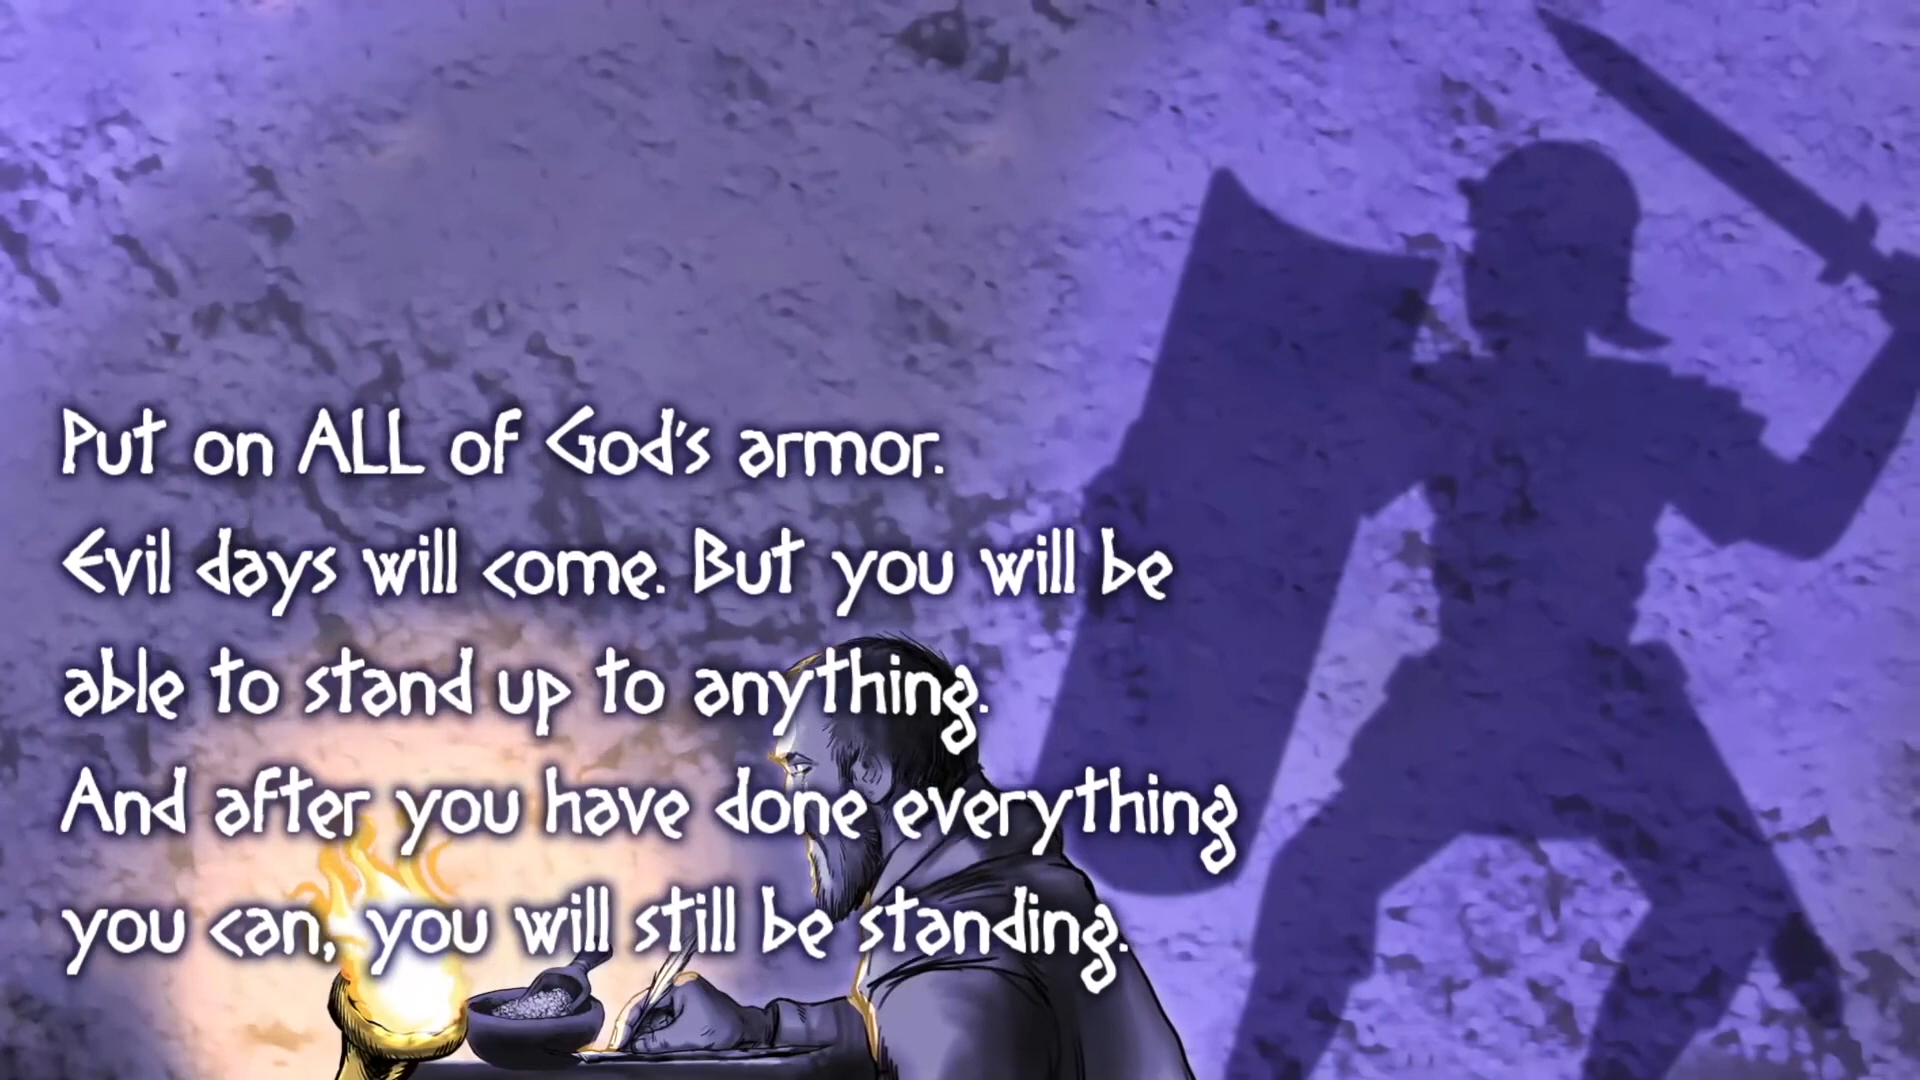 Put on ALL of God's armor.
Evil days will come. But you will be
able to stand up to anything.
And after you have done everything
you can, you will still be standing.